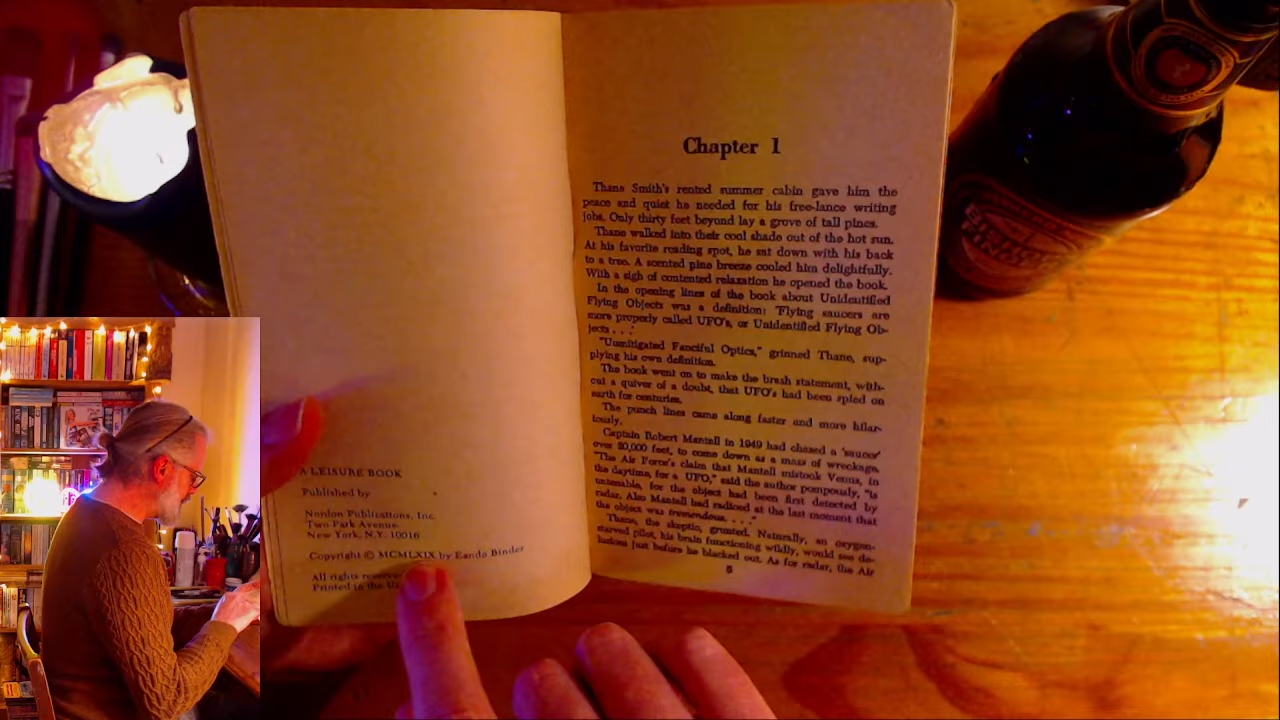 A LEISURE BOOK
Published by
Nordon Publications, Inc.
Two Park Avenue
New York, N.Y. 10016
Copyright © MCMLXIX by Eando Binder
All rights reserve
Printed in the U
Chapter 1
Thane Smith's rented summer cabin gave him the
peace and quiet he needed for his free-lance writing
jobs. Only thirty feet beyond lay a grove of tall pines.
Thane walked into their cool shade out of the hot sun.
At his favorite reading spot, he sat down with his back
to a tree. A scented pine breeze cooled him delightfully.
With a sigh of contented relaxation he opened the book.
In the opening lines of the book about Unidentified
Flying Objects was a definition: 'Flying saucers are
more properly called UFO's, or Unidentified Flying Ob-
jects . . .'
"Unmitigated Fanciful Optics," grinned Thane, sup-
plying his own definition.
The book went on to make the brash statement, with-
out a quiver of a doubt, that UFO's had been spied on
earth for centuries.
The punch lines came along faster and more hilar-
iously.
Captain Robert Mantell in 1949 had chased a 'saucer'
over 20,000 feet, to come down as a mass of wreckage.
"The Air Force's claim that Mantell mistook Venus, in
the daytime, for a UFO," said the author pompously, "is
untenable, for the object had been first detected by
radar. Also Mantell had radioed at the last moment that
the object was tremendous. . . ."
Thane, the skeptic, grunted. Naturally, an oxygen-
starved pilot, his brain functioning wildly, would see de-
lusions just before he blacked out. As for radar, the Air
5